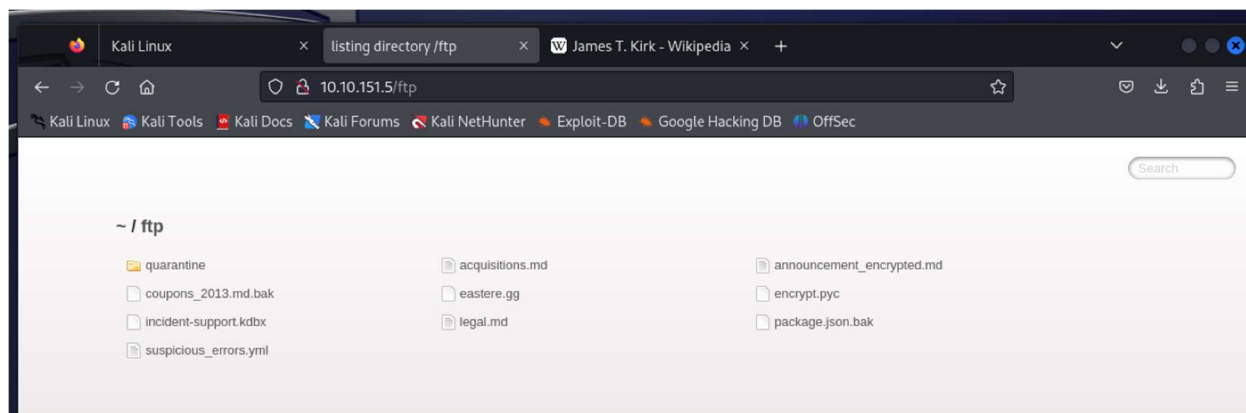 Kali Linux × listing directory /ftp × W James T. Kirk - Wikipedia × +
10.10.151.5/ftp
Kali Linux Kali Tools Kali Docs Kali Forums Kali NetHunter Exploit-DB Google Hacking DB OffSec
Search
~ / ftp
quarantine acquisitions.md announcement_encrypted.md
coupons_2013.md.bak eastere.gg encrypt.pyc
incident-support.kdbx legal.md package.json.bak
suspicious_errors.yml